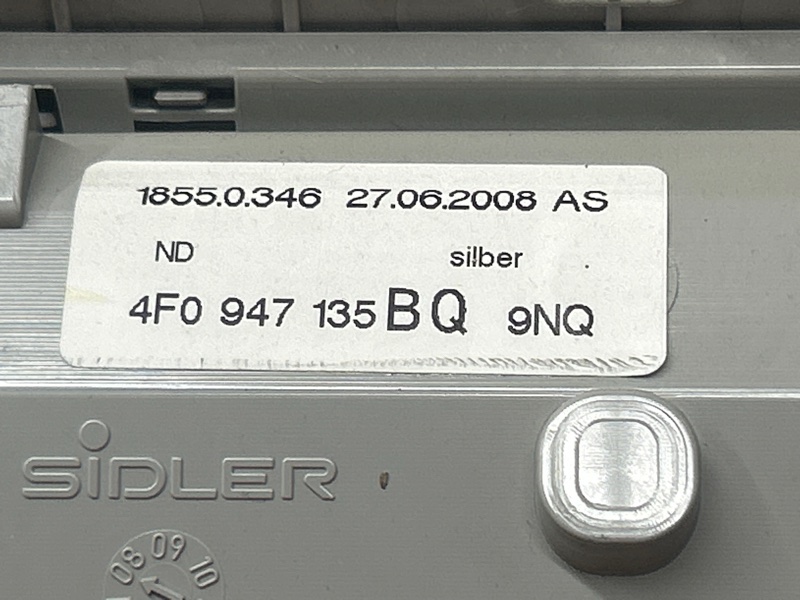 1855.0.346 27.06.2008 AS
ND silber
4F0 947 135 BQ 9NQ
SiDLER
08 09 10